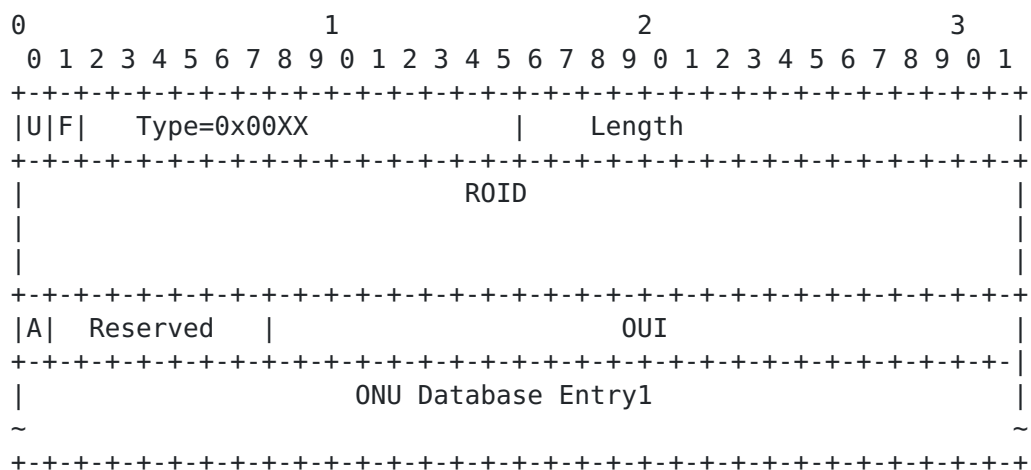 0                   1                   2                   3
 0 1 2 3 4 5 6 7 8 9 0 1 2 3 4 5 6 7 8 9 0 1 2 3 4 5 6 7 8 9 0 1
+-+-+-+-+-+-+-+-+-+-+-+-+-+-+-+-+-+-+-+-+-+-+-+-+-+-+-+-+-+-+-+-+
|U|F|   Type=0x00XX             |    Length                     |
+-+-+-+-+-+-+-+-+-+-+-+-+-+-+-+-+-+-+-+-+-+-+-+-+-+-+-+-+-+-+-+-+
|                            ROID                               |
|                                                               |
|                                                               |
+-+-+-+-+-+-+-+-+-+-+-+-+-+-+-+-+-+-+-+-+-+-+-+-+-+-+-+-+-+-+-+-+
|A|  Reserved   |                      OUI                      |
+-+-+-+-+-+-+-+-+-+-+-+-+-+-+-+-+-+-+-+-+-+-+-+-+-+-+-+-+-+-+-+-|
|                     ONU Database Entry1                       |
~                                                               ~
+-+-+-+-+-+-+-+-+-+-+-+-+-+-+-+-+-+-+-+-+-+-+-+-+-+-+-+-+-+-+-+-+